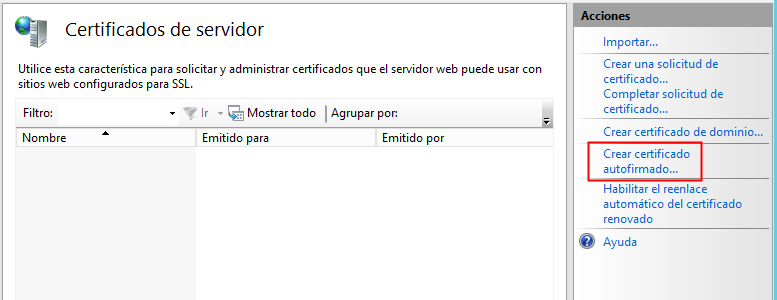 Certificados de servidor
Utilice esta característica para solicitar y administrar certificados que el servidor web puede usar con
sitios web configurados para SSL.
Filtro: Ir Mostrar todo Agrupar por:
Nombre Emitido para Emitido por
Acciones
Importar...
Crear una solicitud de
certificado...
Completar solicitud de
certificado...
Crear certificado de dominio...
Crear certificado
autofirmado...
Habilitar el reenlace
automático del certificado
renovado
Ayuda